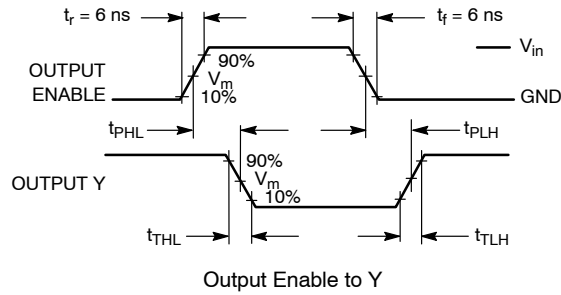 tr = 6 ns
tf = 6 ns
Vin
90%
OUTPUT
ENABLE
Vm
10%
GND
tPHL
tPLH
90%
OUTPUT Y
Vm
10%
tTHL
tTLH
Output Enable to Y